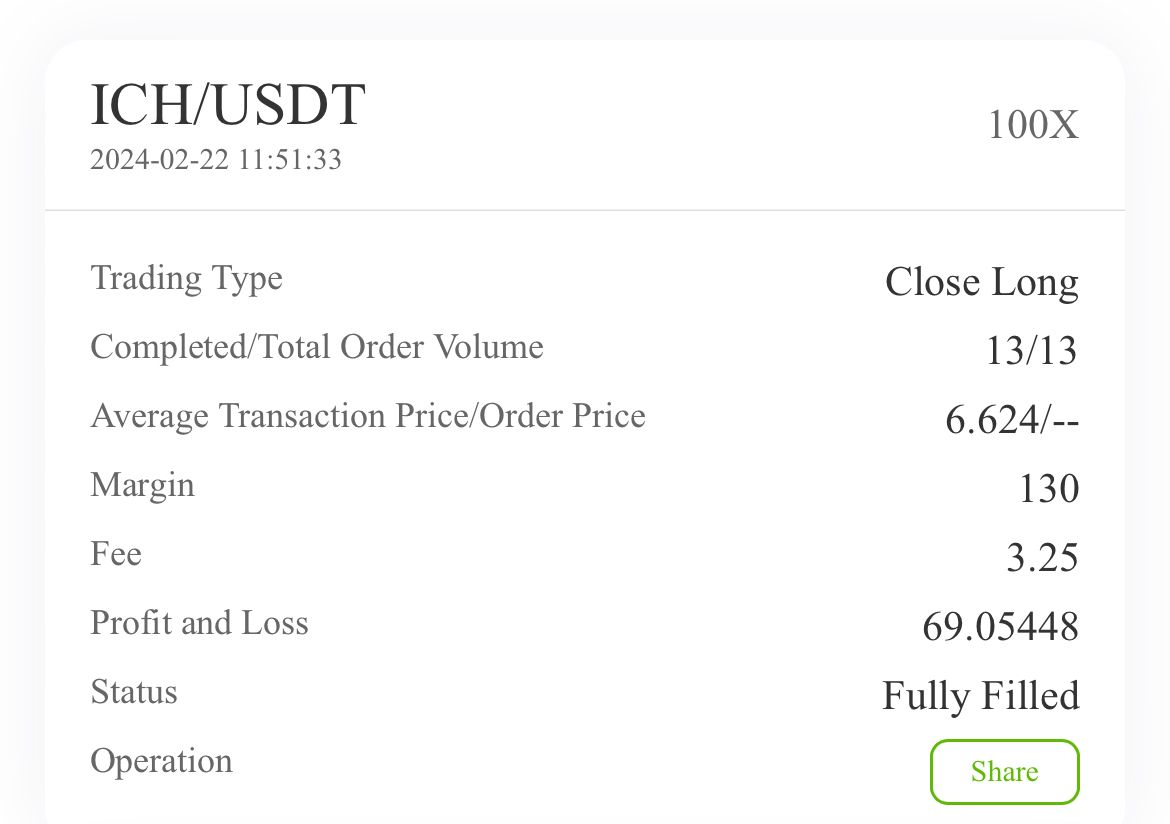 ICH/USDT
100X
2024-02-22 11:51:33
Trading Type Close Long
Completed/Total Order Volume 13/13
Average Transaction Price/Order Price 6.624/--
Margin 130
Fee 3.25
Profit and Loss 69.05448
Status Fully Filled
Operation Share